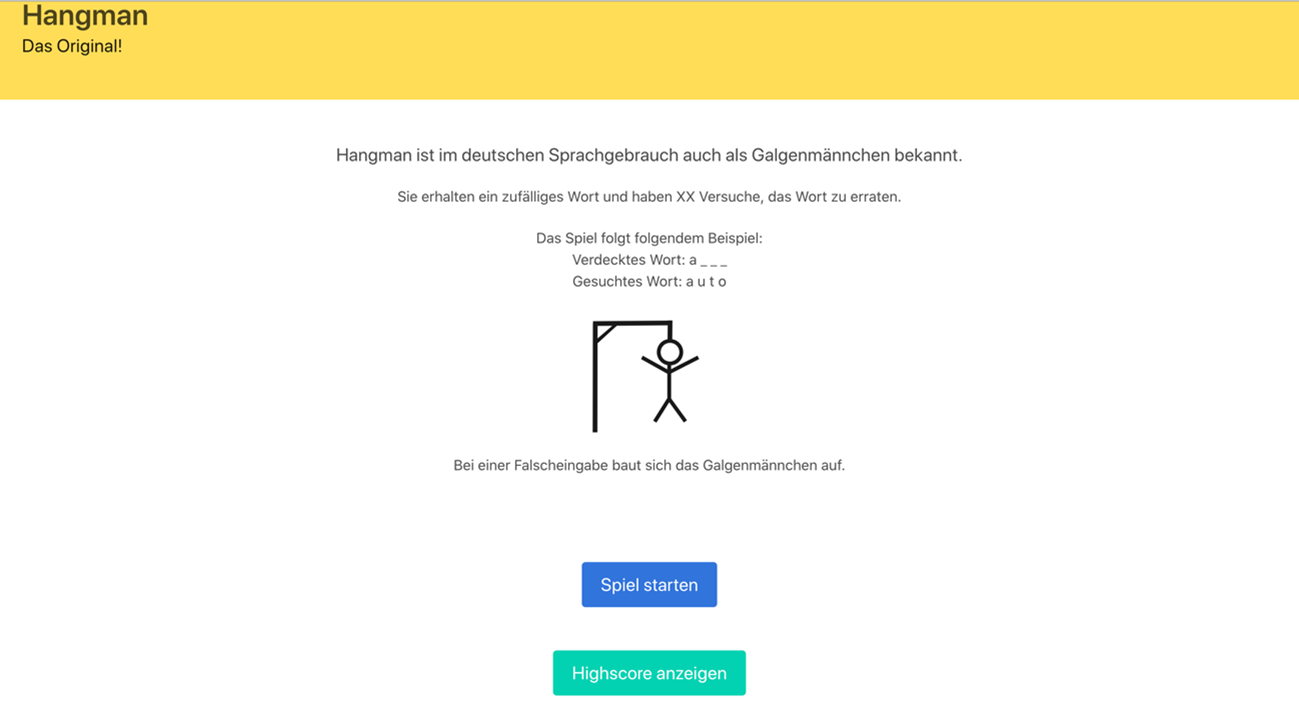 Hangman
Das Original!
Hangman ist im deutschen Sprachgebrauch auch als Galgenmännchen bekannt.
Sie erhalten ein zufälliges Wort und haben XX Versuche, das Wort zu erraten.
Das Spiel folgt folgendem Beispiel:
Verdecktes Wort: a _ _ _
Gesuchtes Wort: a u t o
Bei einer Falscheingabe baut sich das Galgenmännchen auf.
Spiel starten
Highscore anzeigen